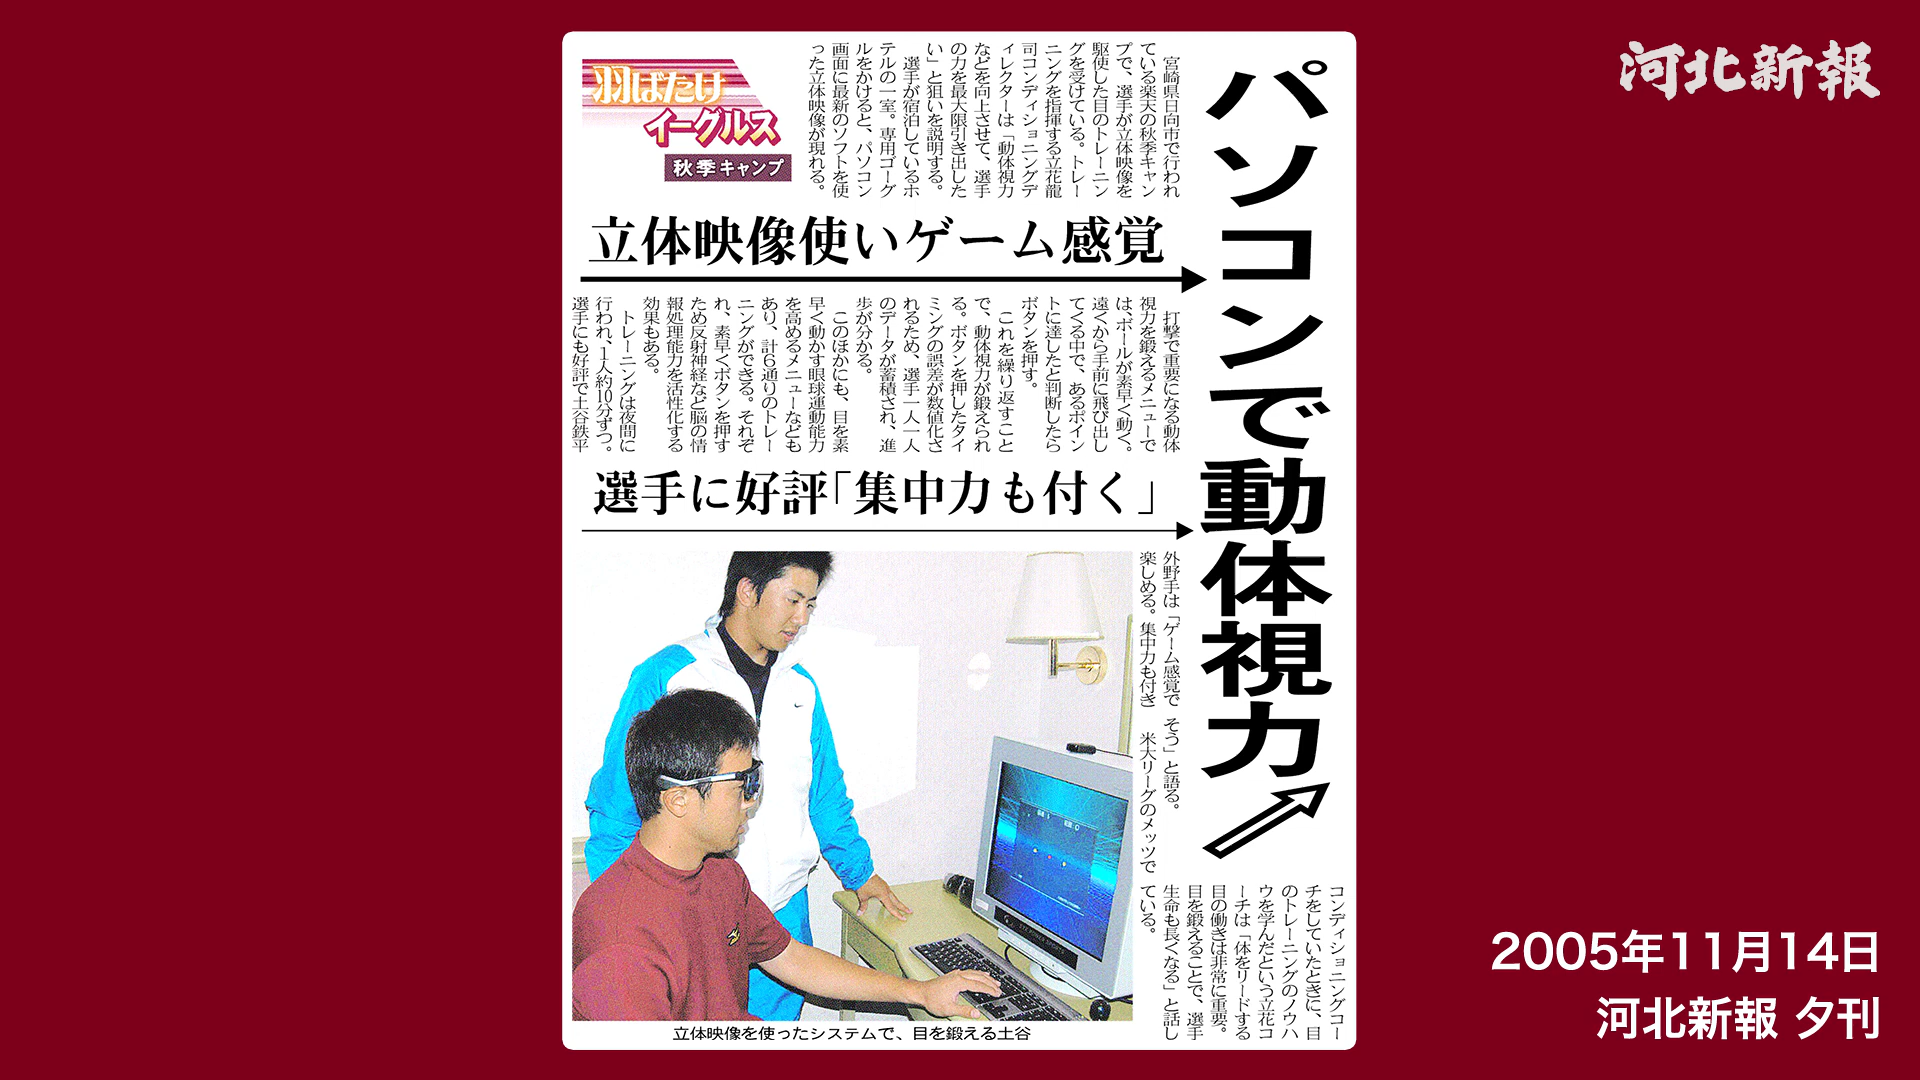 河北新報
パソコンで動体視力
羽ばたけ
イーグルス
秋季キャンプ
宮崎県日向市で行われ
ている楽天の秋季キャン
プで、選手が立体映像を
駆使した目のトレーニン
グを受けている。トレー
ニングを指揮する立花龍
司コンディショニングデ
ィレクターは「動体視力
などを向上させて、選手
の力を最大限引き出した
い」と狙いを説明する。
選手が宿泊しているホ
テルの一室。専用ゴーグ
ルをかけると、パソコン
画面に最新のソフトを使
った立体映像が現れる。
立体映像使いゲーム感覚
打撃で重要になる動体
視力を鍛えるメニューで
は、ボールが素早く動く。
遠くから手前に飛び出し
てくる中で、あるポイン
トに達したと判断したら
ボタンを押す。
これを繰り返すこと
で、動体視力が鍛えられ
る。ボタンを押したタイ
ミングの誤差が数値化さ
れるため、選手一人一人
のデータが蓄積され、進
歩が分かる。
このほかにも、目を素
早く動かす眼球運動能力
を高めるメニューなども
あり、計6通りのトレー
ニングができる。それぞ
れ、素早くボタンを押す
ため反射神経など脳の情
報処理能力を活性化する
効果もある。
トレーニングは夜間に
行われ、1人約10分ずつ。
選手にも好評で土谷鉄平
選手に好評「集中力も付く」
外野手は「ゲーム感覚で
楽しめる。集中力も付き
そう」と語る。
米大リーグのメッツで
コンディショニングコー
チをしていたときに、目
のトレーニングのノウハ
ウを学んだという立花コ
ーチは「体をリードする
目の働きは非常に重要。
目を鍛えることで、選手
生命も長くなる」と話し
ている。
立体映像を使ったシステムで、目を鍛える土谷
2005年11月14日
河北新報 夕刊